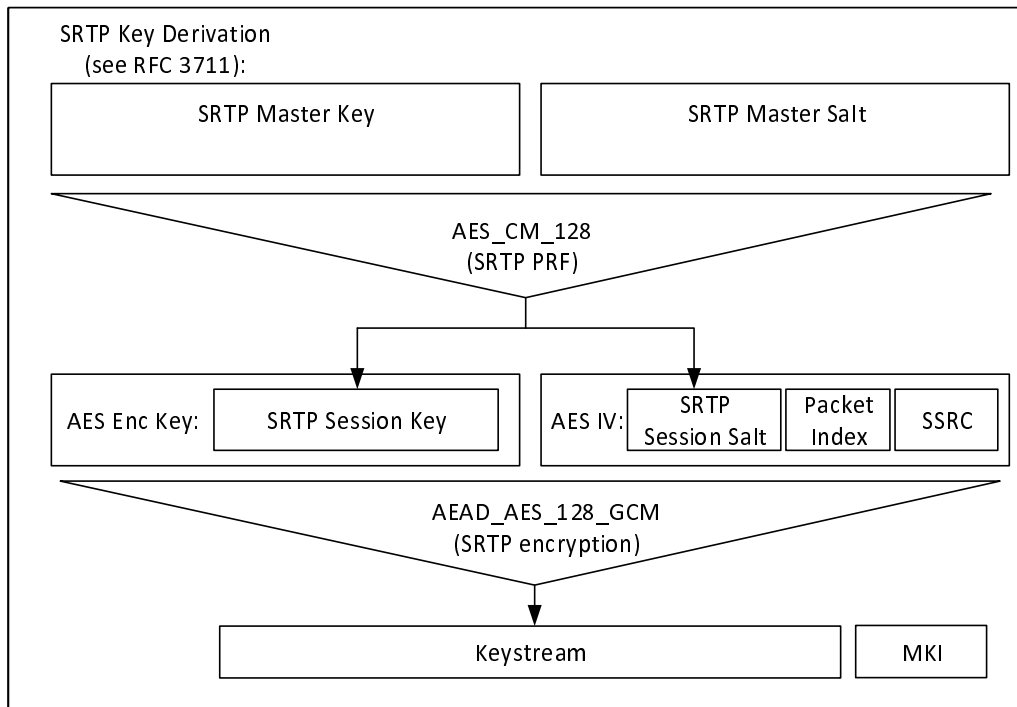 SRTP Key Derivation
(see RFC 3711):
SRTP Master Key
SRTP Master Salt
AES_CM_128
(SRTP PRF)
AES Enc Key:
SRTP Session Key
AES IV:
SRTP
Session Salt
Packet
Index
SSRC
AEAD_AES_128_GCM
(SRTP encryption)
Keystream
MKI